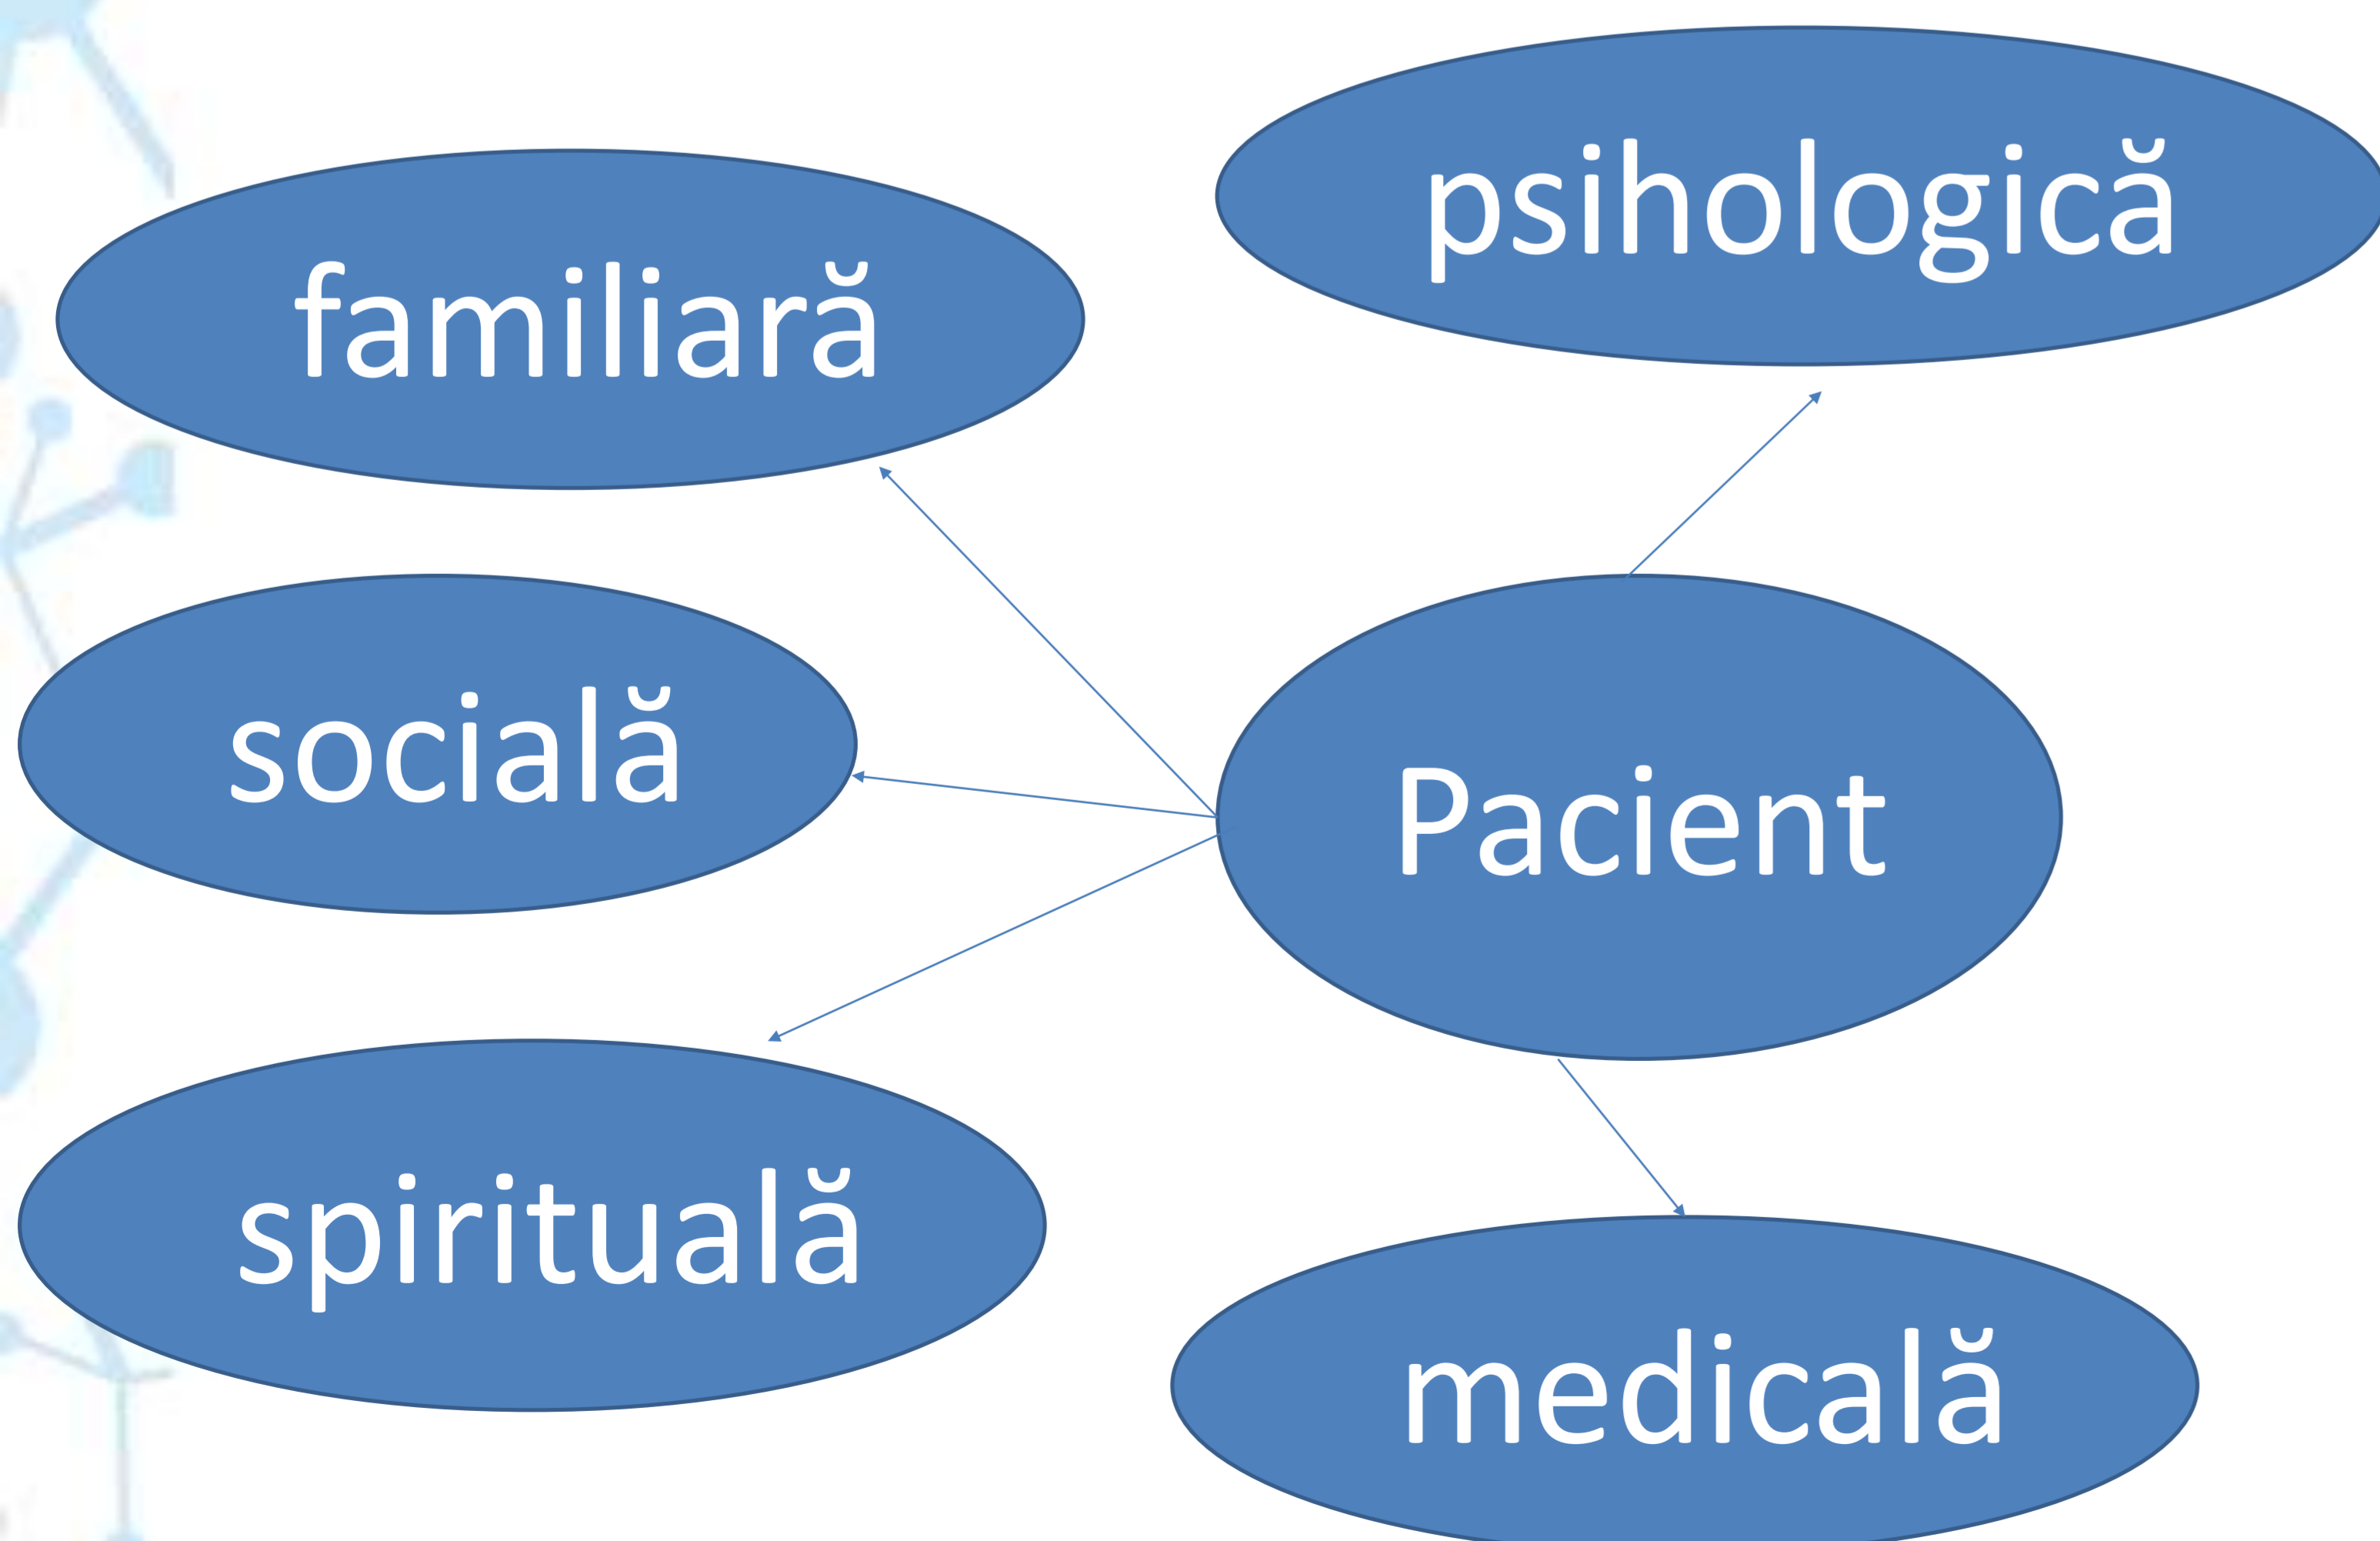 psihologică
familiară
socială
Pacient
spirituală
medicală